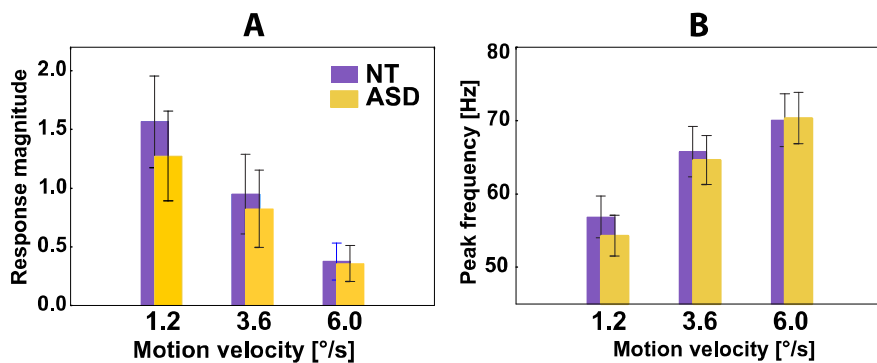 A
Response magnitude
2.0
1.5
1.0
0.5
0.0
NT
ASD
1.2 3.6 6.0
Motion velocity [°/s]
B
Peak frequency [Hz]
80
70
60
50
1.2 3.6 6.0
Motion velocity [°/s]